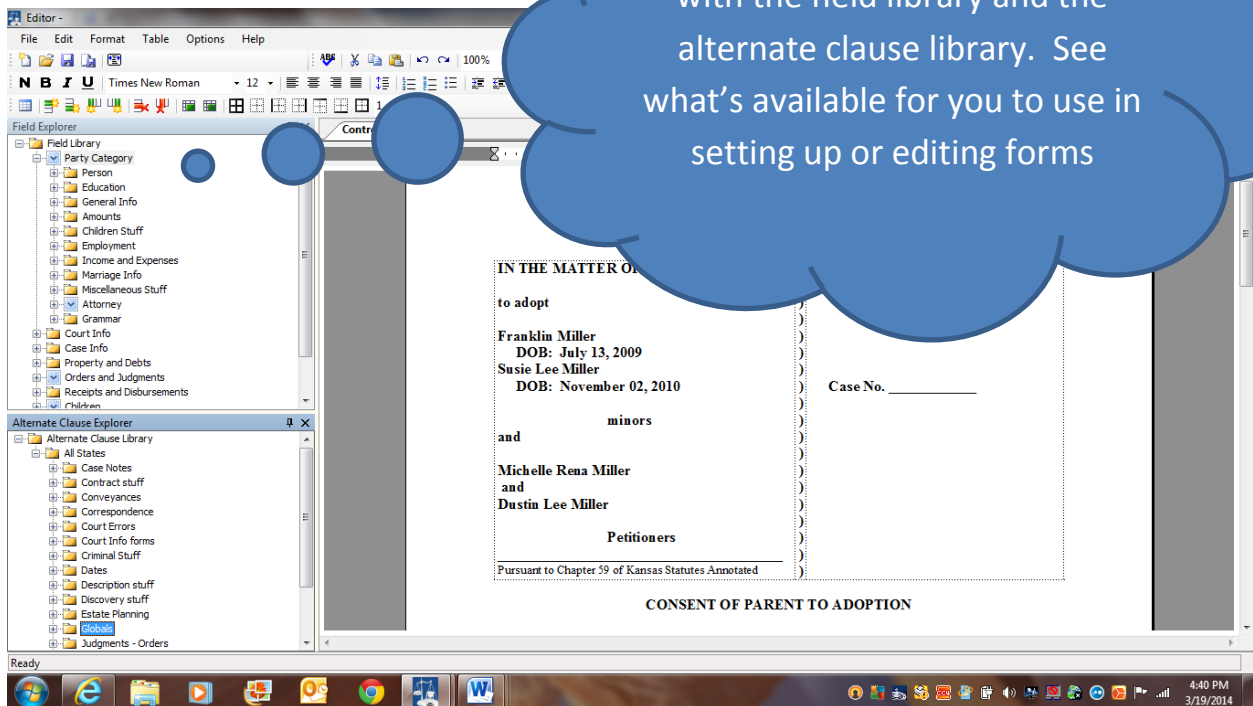 Editor -
File Edit Format Table Options Help
100%
N B I U Times New Roman 12
Field Explorer
Field Library
Party Category
Person
Education
General Info
Amounts
Children Stuff
Employment
Income and Expenses
Marriage Info
Miscellaneous Stuff
Attorney
Grammar
Court Info
Case Info
Property and Debts
Orders and Judgments
Receipts and Disbursements
Children
Alternate Clause Explorer
Alternate Clause Library
All States
Case Notes
Contract stuff
Conveyances
Correspondence
Court Errors
Court Info forms
Criminal Stuff
Dates
Description stuff
Discovery stuff
Estate Planning
Globals
Judgments - Orders
with the field library and the
alternate clause library. See
what's available for you to use in
setting up or editing forms
IN THE MATTER
to adopt )
)
Franklin Miller )
DOB: July 13, 2009 )
Susie Lee Miller )
DOB: November 02, 2010 ) Case No. ____________
)
minors )
and )
)
Michelle Rena Miller )
and )
Dustin Lee Miller )
)
Petitioners )
)
Pursuant to Chapter 59 of Kansas Statutes Annotated )
CONSENT OF PARENT TO ADOPTION
Ready
4:40 PM
3/19/2014